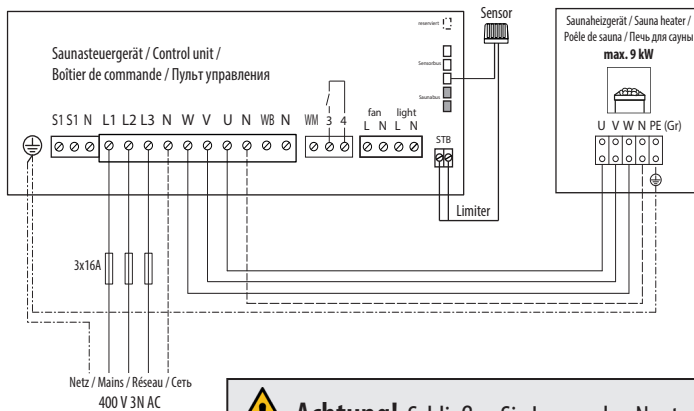 reserviert
Sensor
Saunaheizgerät / Sauna heater /
Poêle de sauna / Печь для сауны
max. 9 kW
Saunasteuergerät / Control unit /
Boîtier de commande / Пульт управления
Sensorbus
Saunabus
S1 S1 N L1 L2 L3 N W V U N WB N WM 3 4
fan light
L N L N
STB
U V W N PE (Gr)
Limiter
3x16A
Netz / Mains / Réseau / Сеть
400 V 3N AC